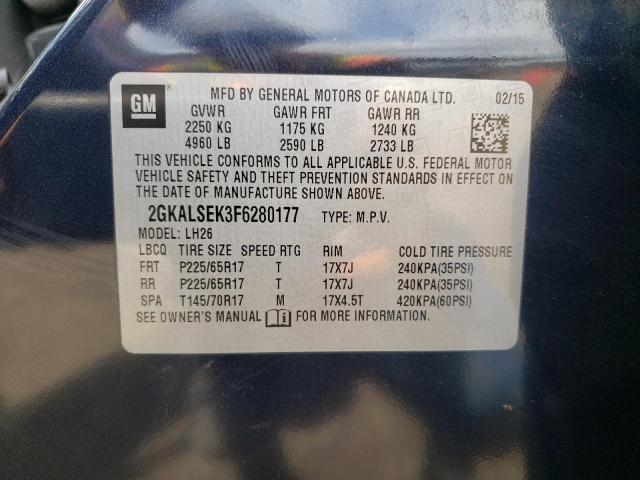 GM
MFD BY GENERAL MOTORS OF CANADA LTD. 02/15
GVWR GAWR FRT GAWR RR
2250 KG 1175 KG 1240 KG
4960 LB 2590 LB 2733 LB
THIS VEHICLE CONFORMS TO ALL APPLICABLE U.S. FEDERAL MOTOR
VEHICLE SAFETY AND THEFT PREVENTION STANDARDS IN EFFECT ON
DATE OF MANUFACTURE SHOWN ABOVE.
2GKALSEK3F6280177 TYPE: M.P.V.
MODEL: LH26
LBCQ TIRE SIZE SPEED RTG RIM COLD TIRE PRESSURE
FRT P225/65R17 T 17X7J 240KPA(35PSI)
RR P225/65R17 T 17X7J 240KPA(35PSI)
SPA T145/70R17 M 17X4.5T 420KPA(60PSI)
SEE OWNER'S MANUAL i FOR MORE INFORMATION.